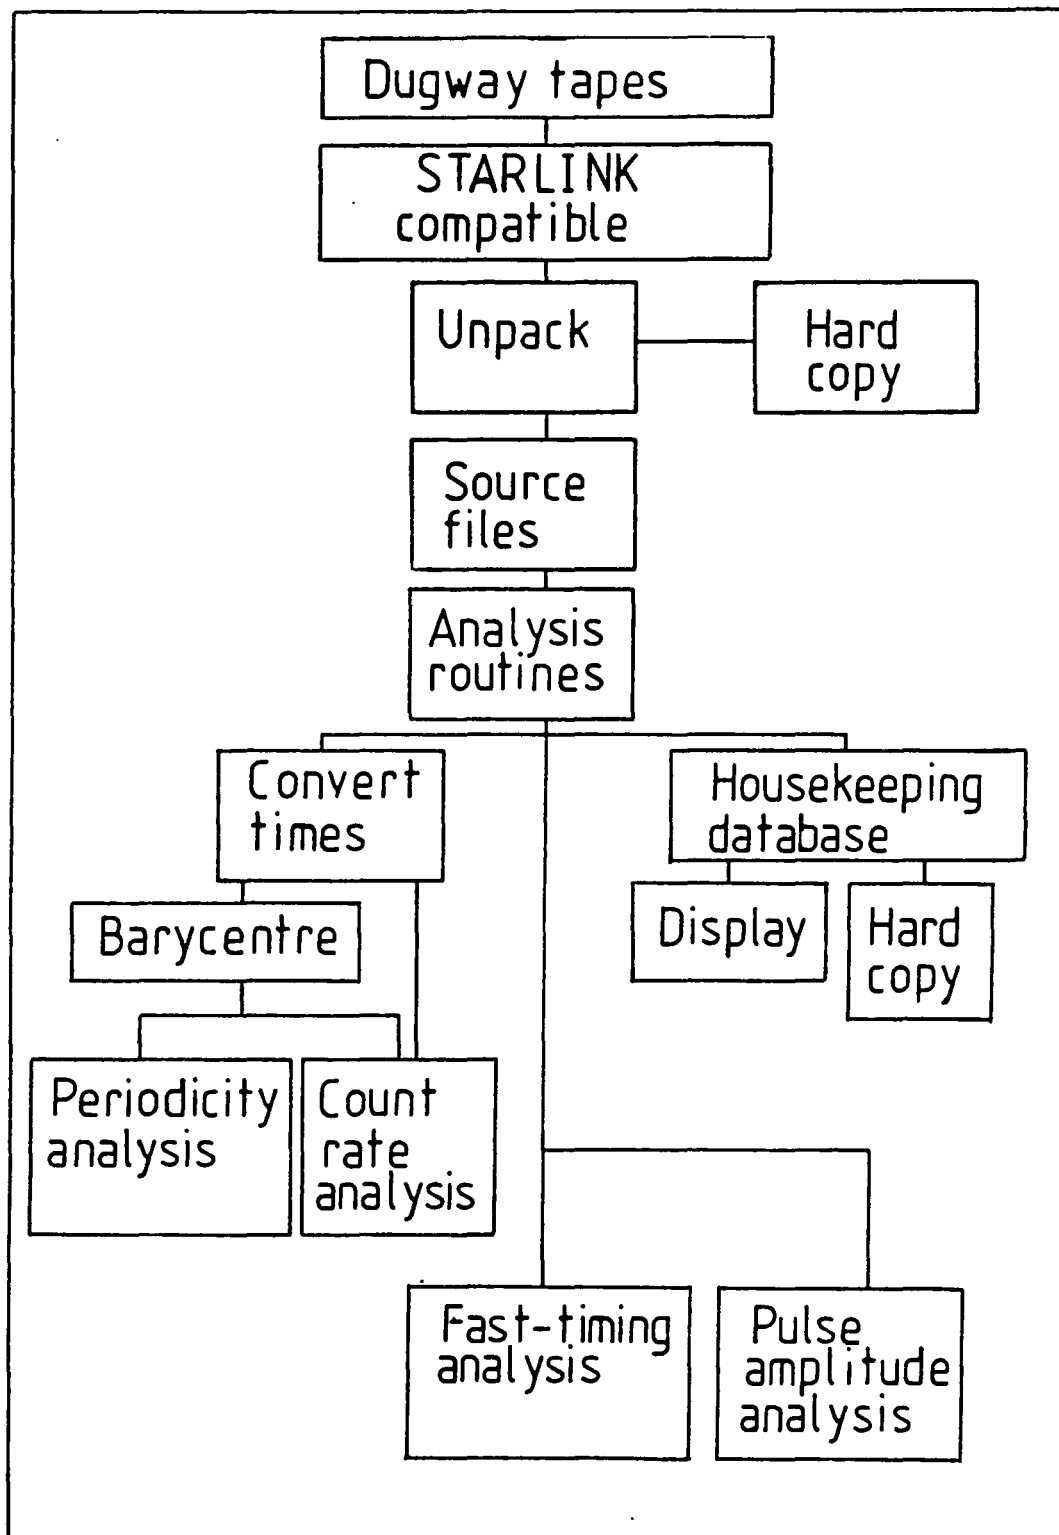 Dugway tapes
STARLINK
compatible
Unpack
Hard
copy
Source
files
Analysis
routines
Convert
times
Housekeeping
database
Barycentre
Display
Hard
copy
Periodicity
analysis
Count
rate
analysis
Fast-timing
analysis
Pulse
amplitude
analysis